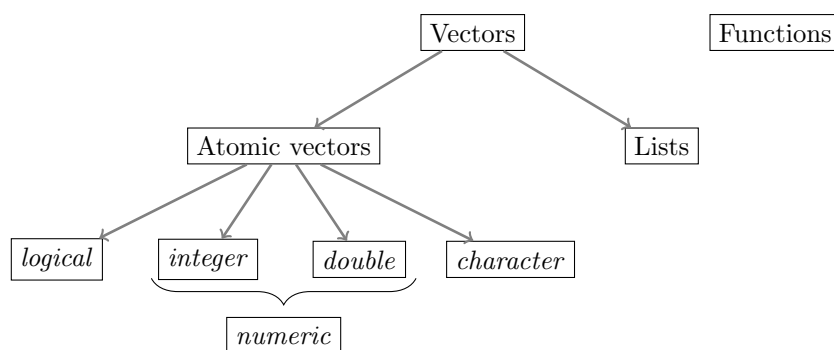 Vectors
Functions
Atomic vectors
Lists
logical
integer
double
character
numeric